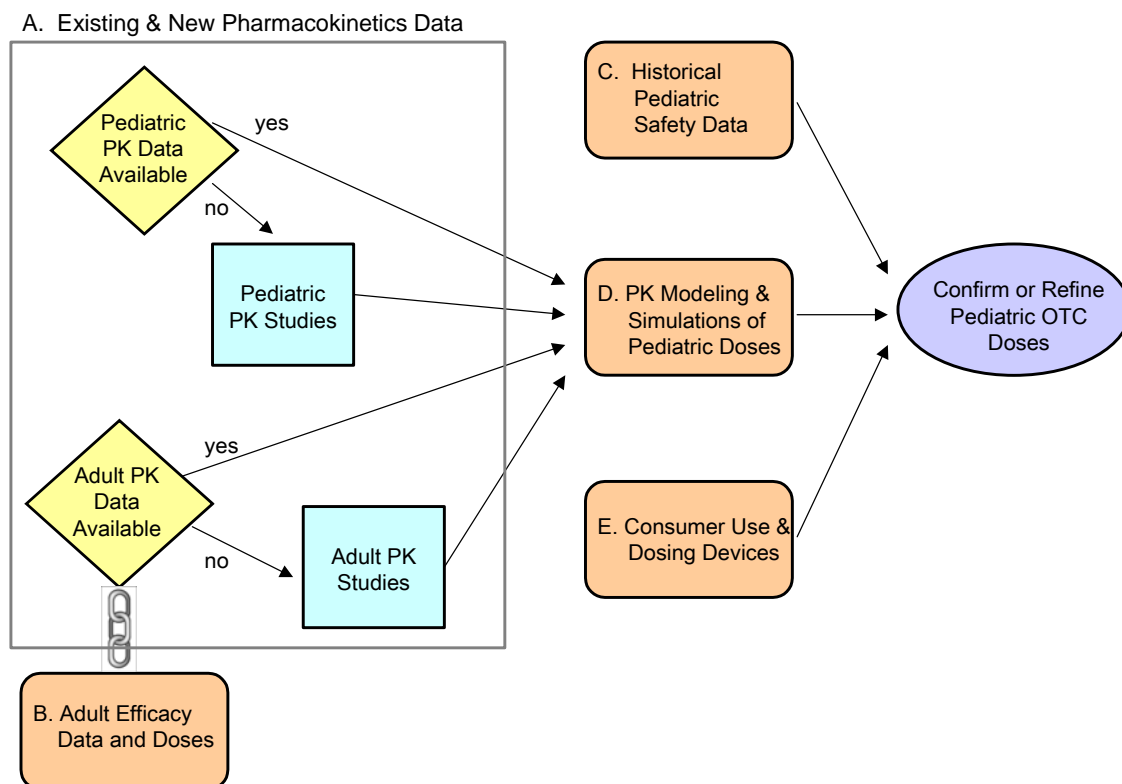 A. Existing & New Pharmacokinetics Data
Pediatric
PK Data
Available
yes
no
Pediatric
PK Studies
Adult PK
Data
Available
yes
no
Adult PK
Studies
B. Adult Efficacy
Data and Doses
C. Historical
Pediatric
Safety Data
D. PK Modeling &
Simulations of
Pediatric Doses
E. Consumer Use &
Dosing Devices
Confirm or Refine
Pediatric OTC
Doses